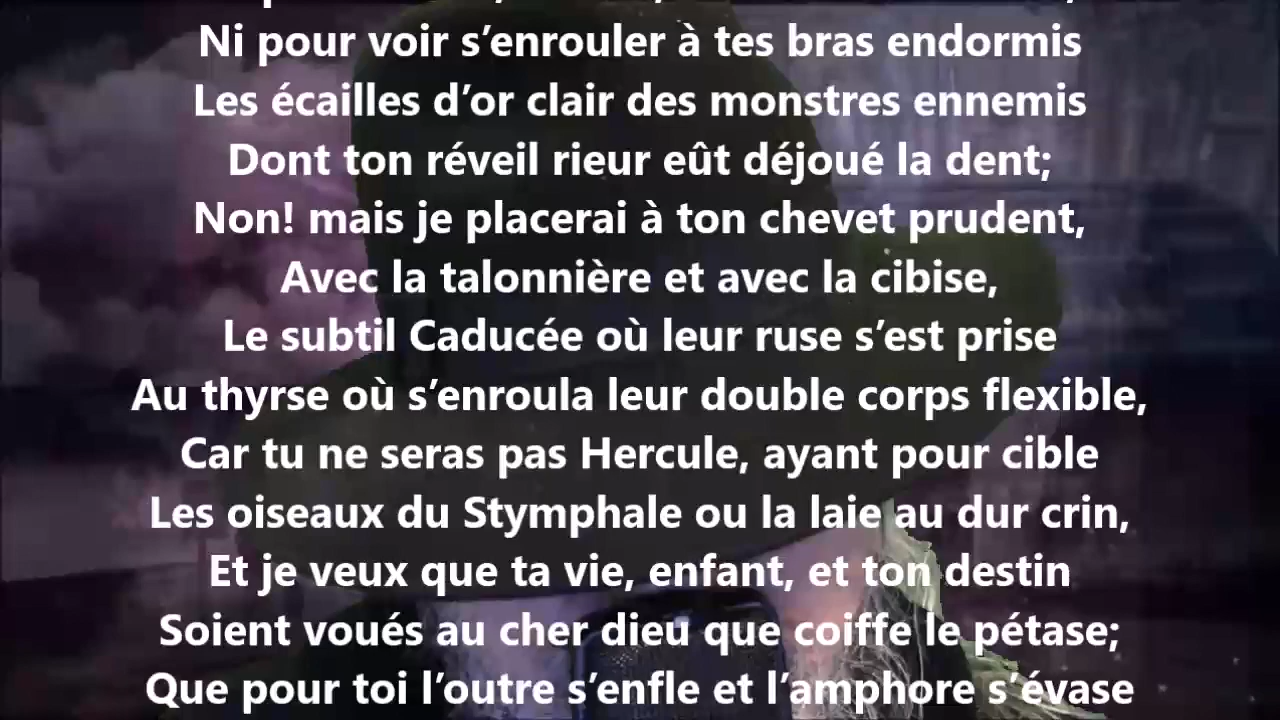 Ni pour voir s’enrouler à tes bras endormis
Les écailles d’or clair des monstres ennemis
Dont ton réveil rieur eût déjoué la dent;
Non! mais je placerai à ton chevet prudent,
Avec la talonnière et avec la cibise,
Le subtil Caducée où leur ruse s’est prise
Au thyrse où s’enroula leur double corps flexible,
Car tu ne seras pas Hercule, ayant pour cible
Les oiseaux du Stymphale ou la laie au dur crin,
Et je veux que ta vie, enfant, et ton destin
Soient voués au cher dieu que coiffe le pétase;
Que pour toi l’outre s’enfle et l’amphore s’évase